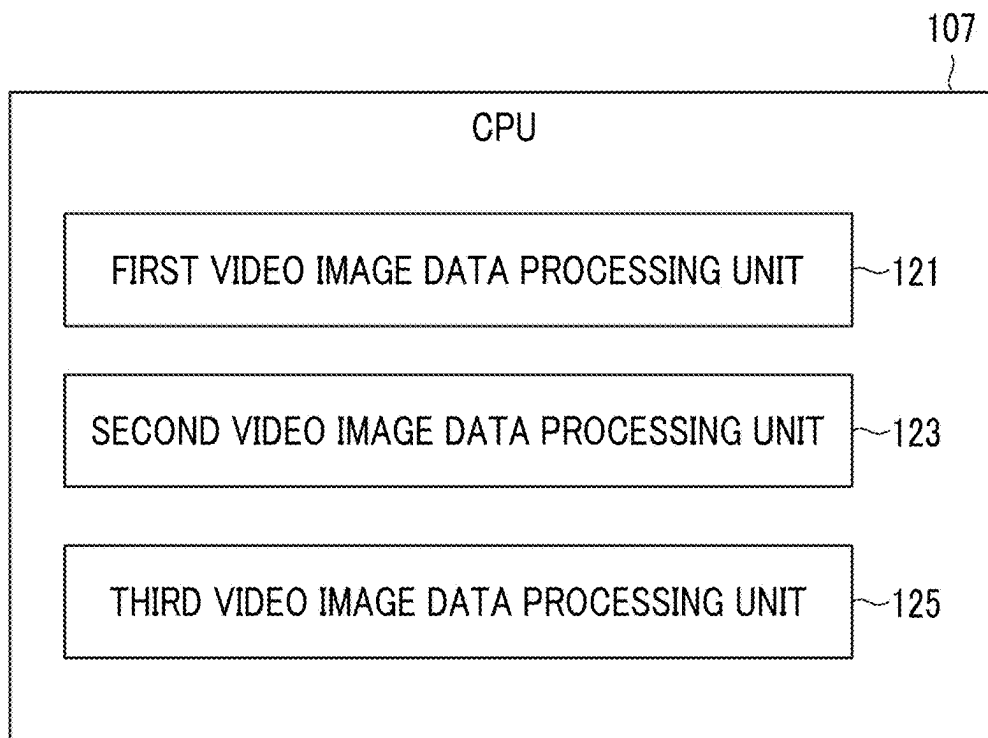 107
CPU
FIRST VIDEO IMAGE DATA PROCESSING UNIT 121
SECOND VIDEO IMAGE DATA PROCESSING UNIT 123
THIRD VIDEO IMAGE DATA PROCESSING UNIT 125